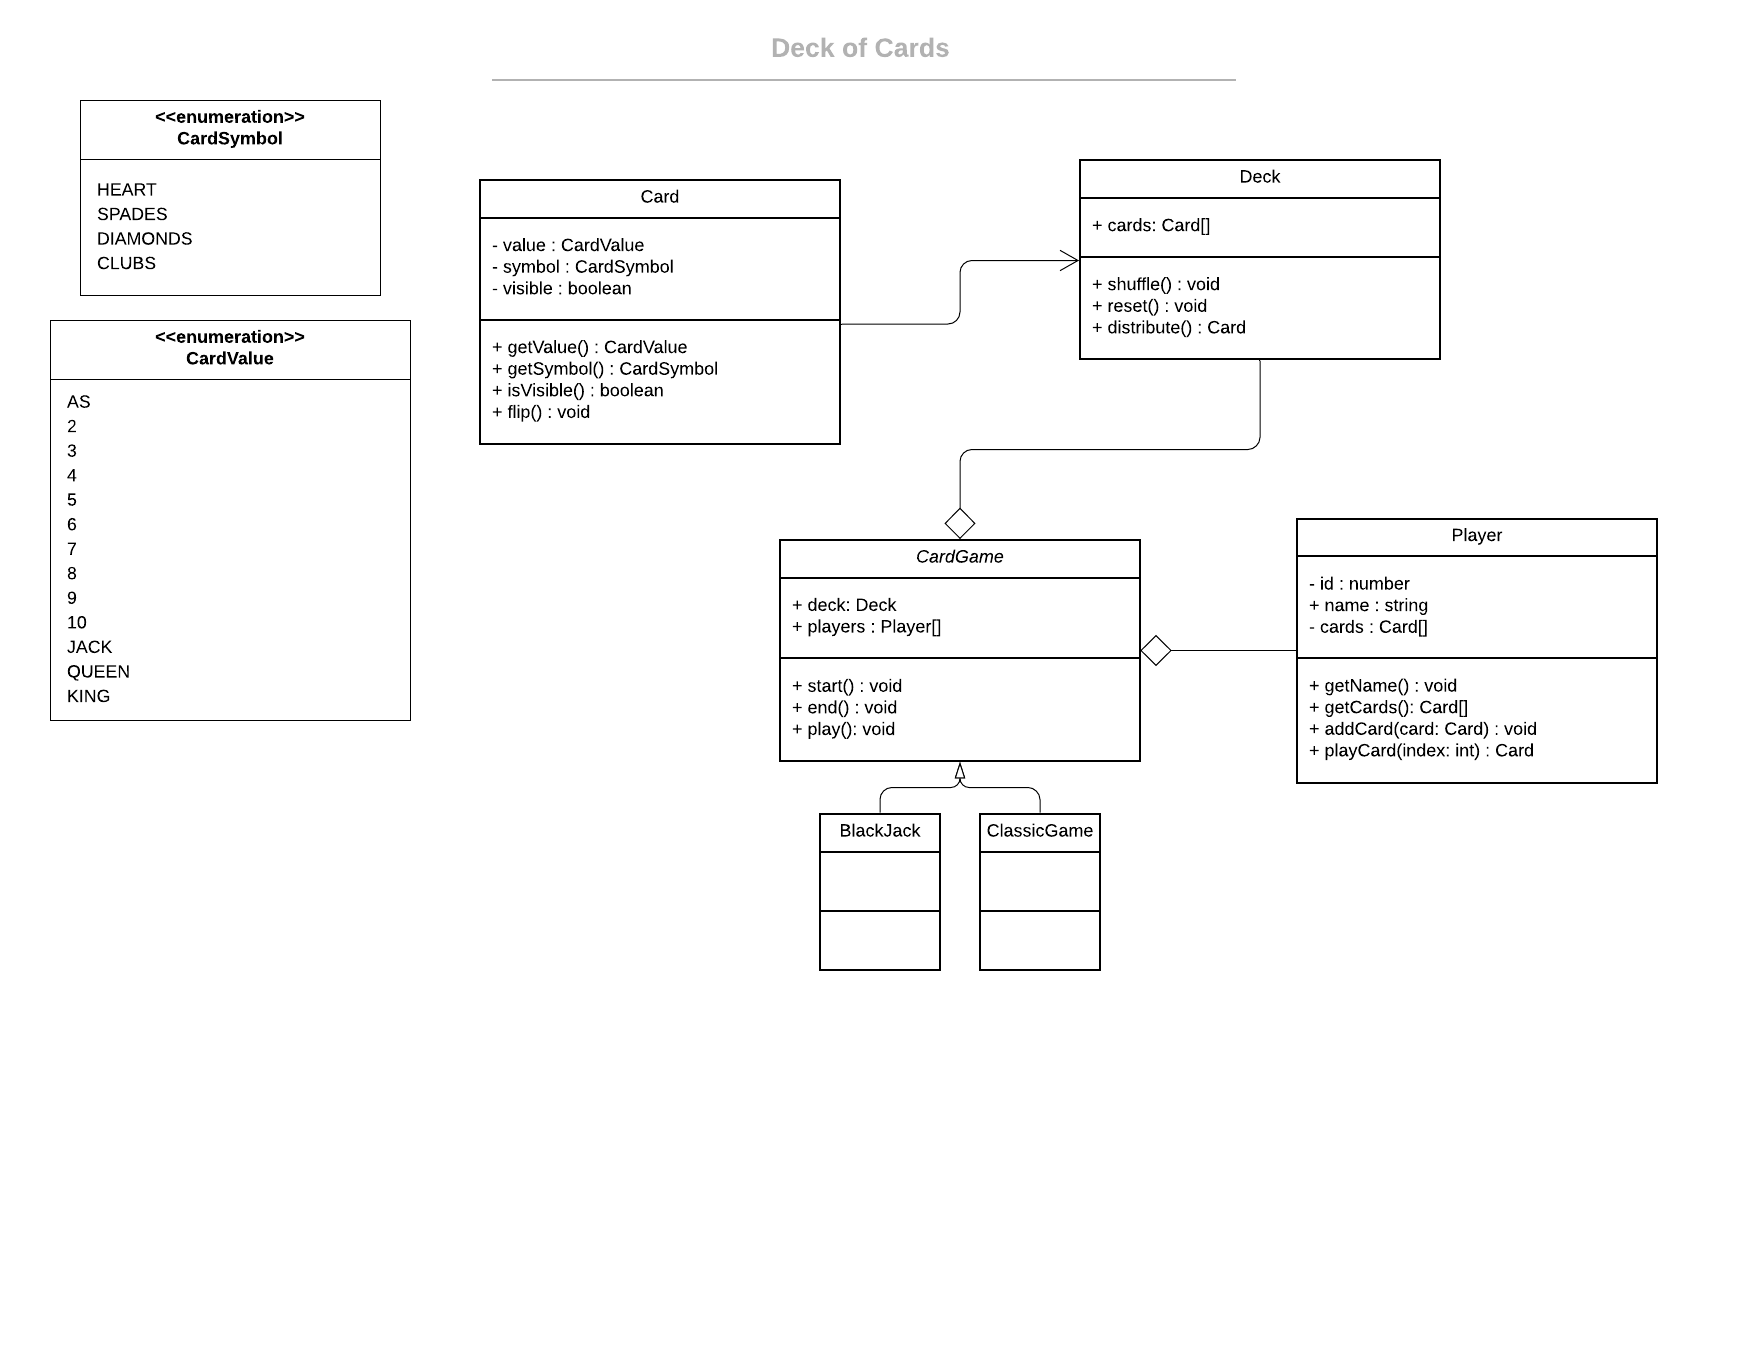 Deck of Cards
<<enumeration>>
CardSymbol
HEART
SPADES
DIAMONDS
CLUBS
<<enumeration>>
CardValue
AS
2
3
4
5
6
7
8
9
10
JACK
QUEEN
KING
Card
- value : CardValue
- symbol : CardSymbol
- visible : boolean
+ getValue() : CardValue
+ getSymbol() : CardSymbol
+ isVisible() : boolean
+ flip() : void
Deck
+ cards: Card[]
+ shuffle() : void
+ reset() : void
+ distribute() : Card
CardGame
+ deck: Deck
+ players : Player[]
+ start() : void
+ end() : void
+ play(): void
Player
- id : number
+ name : string
- cards : Card[]
+ getName() : void
+ getCards(): Card[]
+ addCard(card: Card) : void
+ playCard(index: int) : Card
BlackJack
ClassicGame